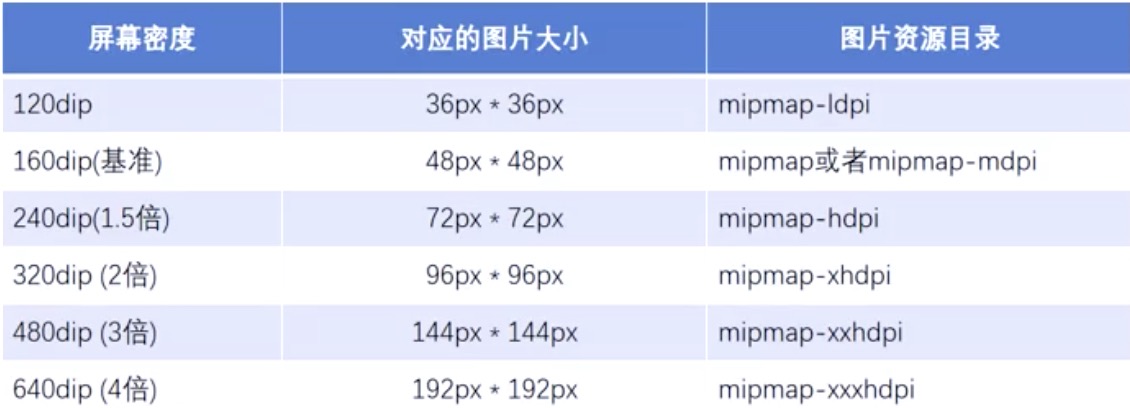 屏幕密度 对应的图片大小 图片资源目录
120dip 36px * 36px mipmap-ldpi
160dip(基准) 48px * 48px mipmap或者mipmap-mdpi
240dip(1.5倍) 72px * 72px mipmap-hdpi
320dip (2倍) 96px * 96px mipmap-xhdpi
480dip (3倍) 144px * 144px mipmap-xxhdpi
640dip (4倍) 192px * 192px mipmap-xxxhdpi